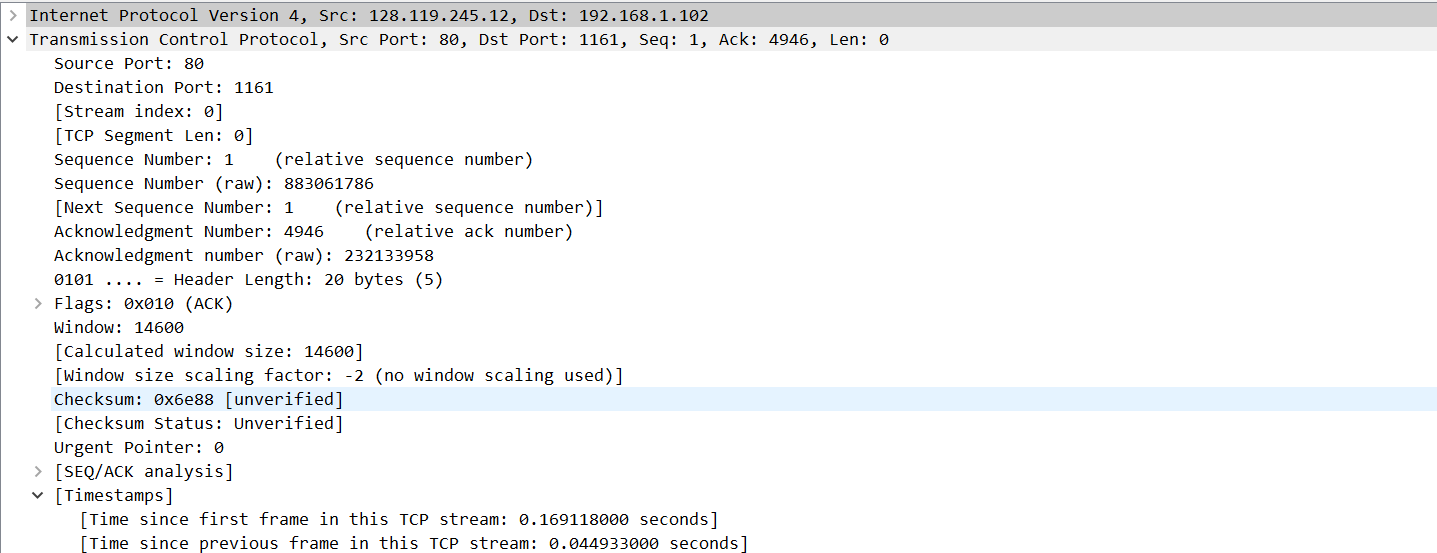 Internet Protocol Version 4, Src: 128.119.245.12, Dst: 192.168.1.102
Transmission Control Protocol, Src Port: 80, Dst Port: 1161, Seq: 1, Ack: 4946, Len: 0
Source Port: 80
Destination Port: 1161
[Stream index: 0]
[TCP Segment Len: 0]
Sequence Number: 1    (relative sequence number)
Sequence Number (raw): 883061786
[Next Sequence Number: 1    (relative sequence number)]
Acknowledgment Number: 4946    (relative ack number)
Acknowledgment number (raw): 232133958
0101 .... = Header Length: 20 bytes (5)
Flags: 0x010 (ACK)
Window: 14600
[Calculated window size: 14600]
[Window size scaling factor: -2 (no window scaling used)]
Checksum: 0x6e88 [unverified]
[Checksum Status: Unverified]
Urgent Pointer: 0
[SEQ/ACK analysis]
[Timestamps]
[Time since first frame in this TCP stream: 0.169118000 seconds]
[Time since previous frame in this TCP stream: 0.044933000 seconds]